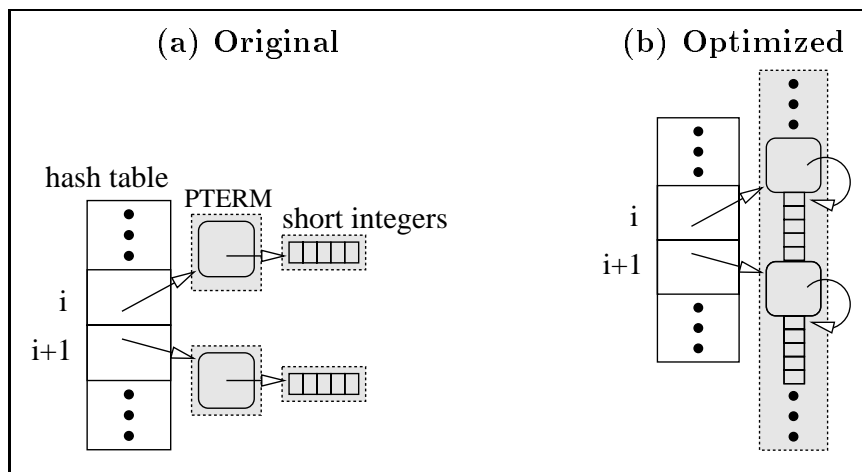 (a) Original
hash table
PTERM
short integers
i
i+1
(b) Optimized
i
i+1